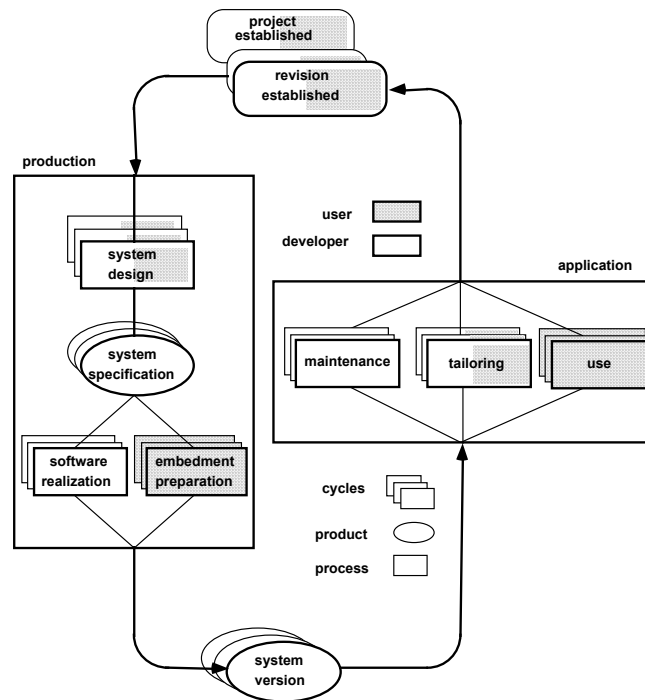 project
established
revision
established
production
system
design
system
specification
software
realization
embedment
preparation
user
developer
application
maintenance
tailoring
use
cycles
product
process
system
version